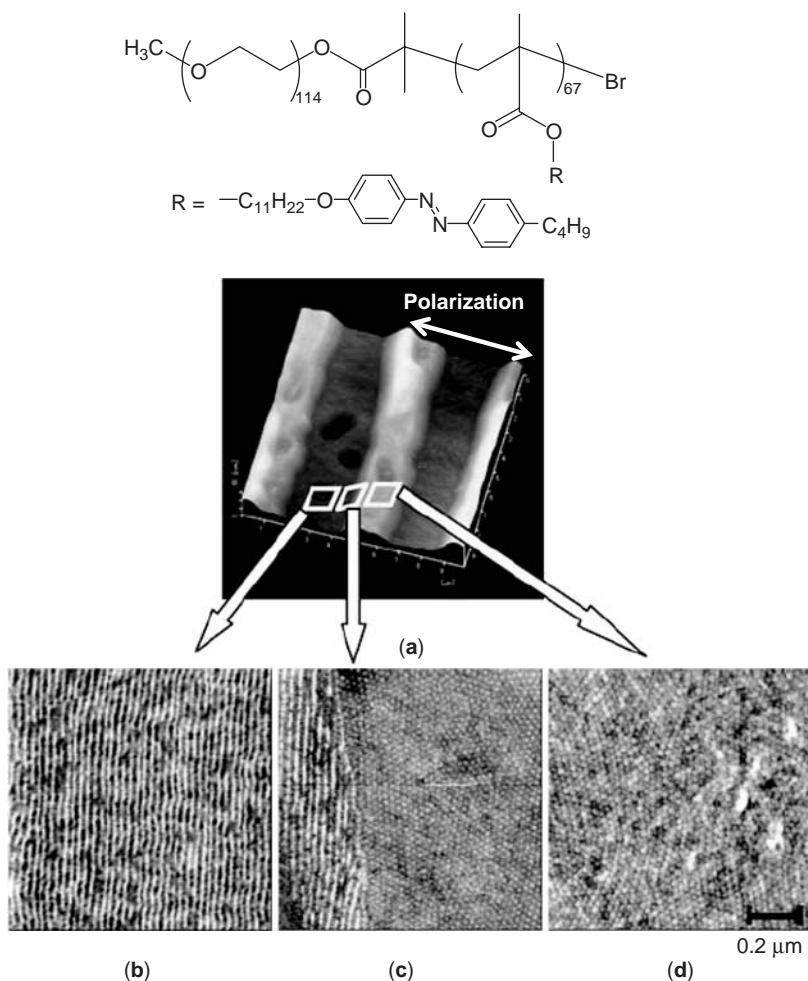 H₃C O O Br
114 O 67
O O
R
R = —C₁₁H₂₂—O N N C₄H₉
Polarization
(a)
(b) (c) (d)
0.2 μm